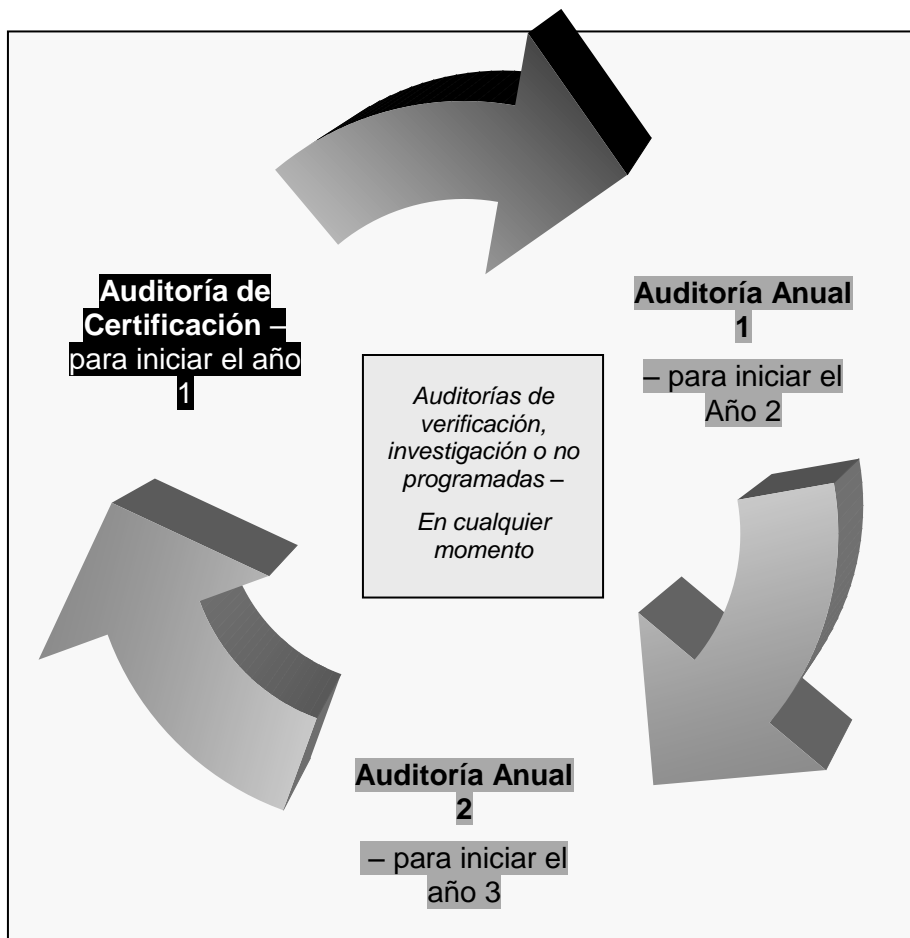 Auditoría de
Certificación –
para iniciar el año
1
Auditoría Anual
1
– para iniciar el
Año 2
Auditorías de
verificación,
investigación o no
programadas –
En cualquier
momento
Auditoría Anual
2
– para iniciar el
año 3